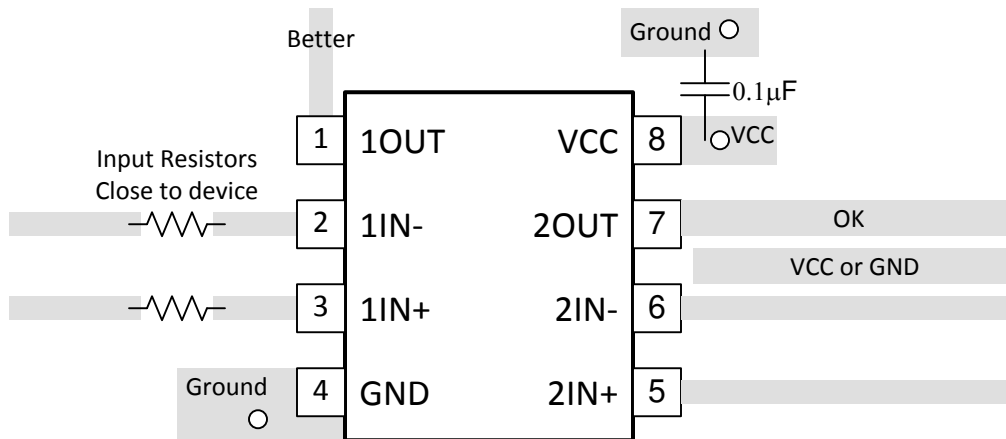 Better
Ground
0.1µF
1 1OUT VCC 8
VCC
Input Resistors
Close to device
2 1IN- 2OUT 7
OK
VCC or GND
3 1IN+ 2IN- 6
Ground
4 GND 2IN+ 5